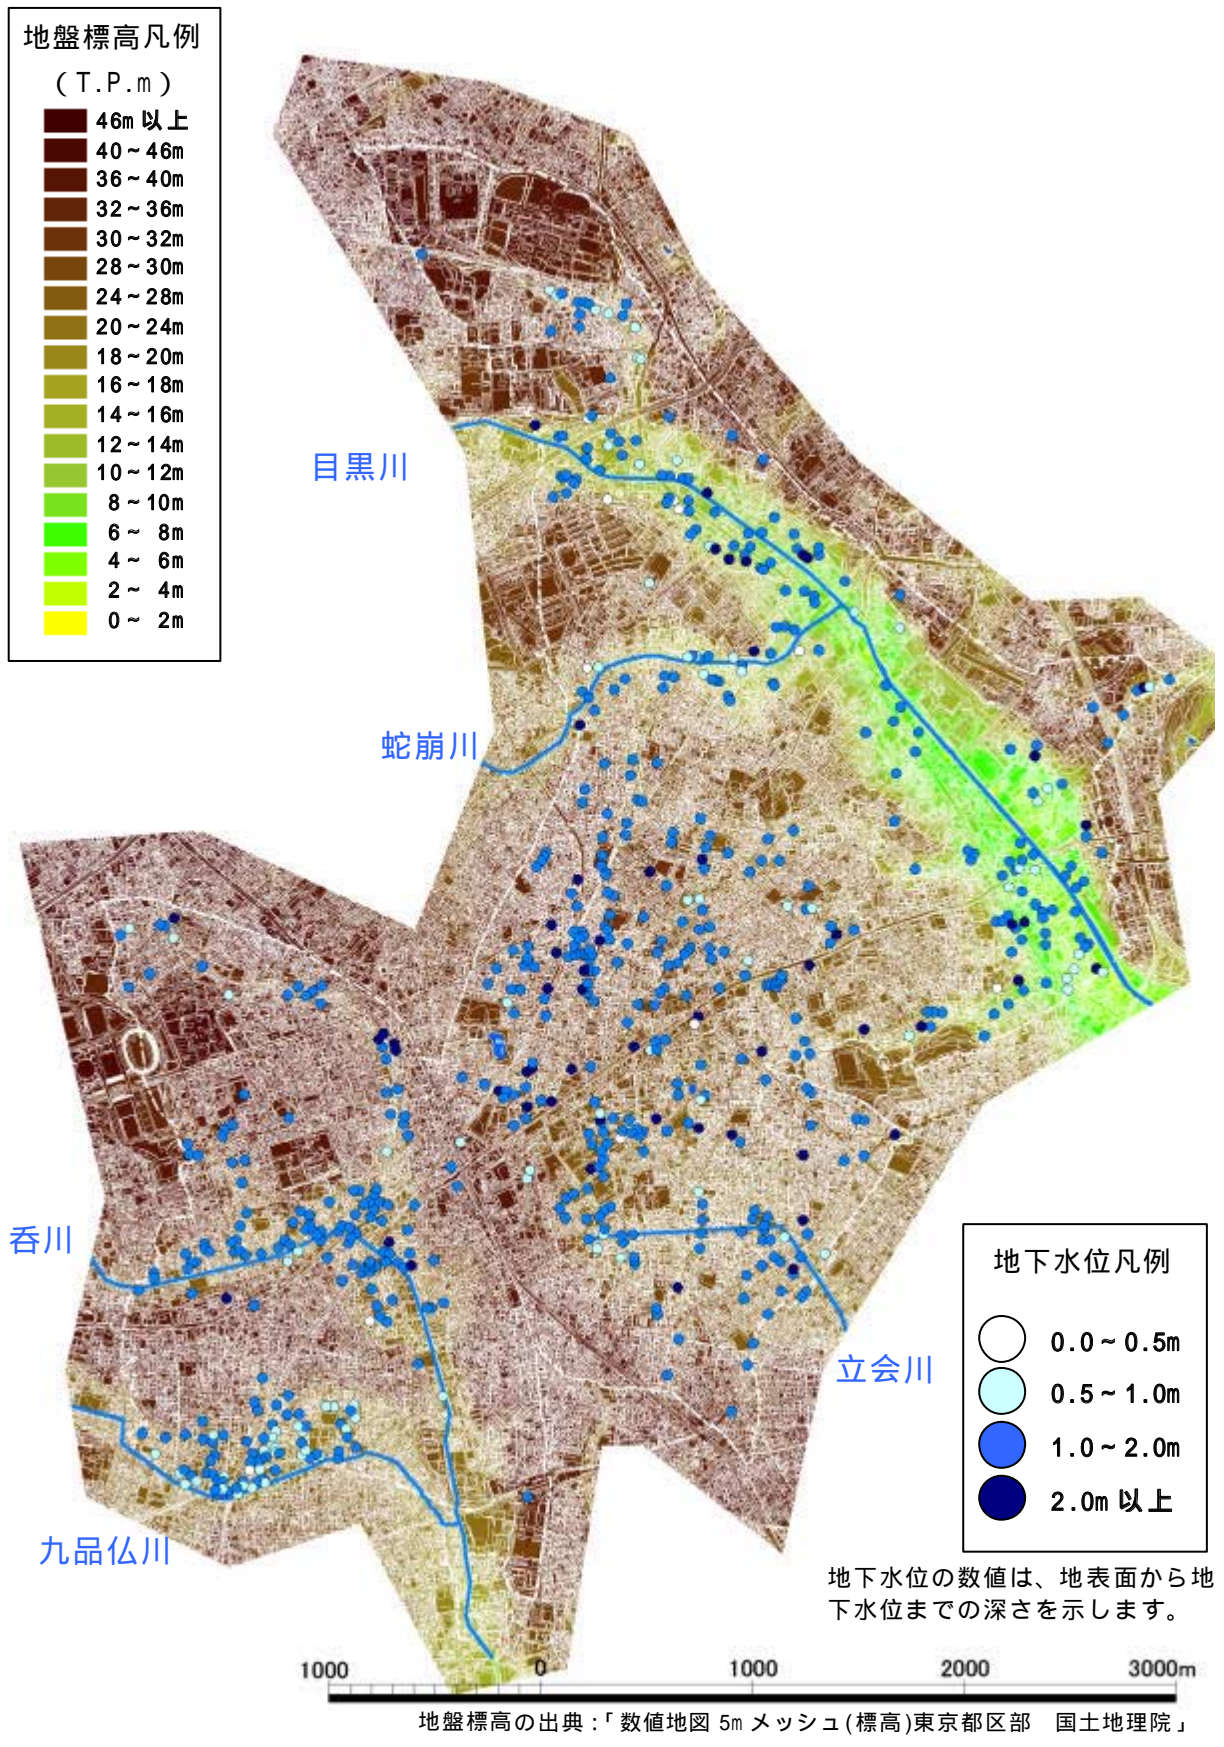 地盤標高凡例
(T.P.m)
46m 以上
40~46m
36~40m
32~36m
30~32m
28~30m
24~28m
20~24m
18~20m
16~18m
14~16m
12~14m
10~12m
8~10m
6~ 8m
4~ 6m
2~ 4m
0~ 2m
目黒川
蛇崩川
呑川
立会川
九品仏川
地下水位凡例
0.0~0.5m
0.5~1.0m
1.0~2.0m
2.0m 以上
地下水位の数値は、地表面から地
下水位までの深さを示します。
1000 0 1000 2000 3000m
地盤標高の出典:「数値地図 5m メッシュ(標高)東京都区部 国土地理院」